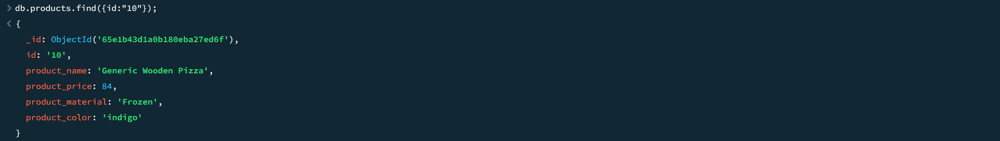 > db.products.find({id:"10"});
< {
_id: ObjectId('65e1b43d1a0b180eba27ed6f'),
id: '10',
product_name: 'Generic Wooden Pizza',
product_price: 84,
product_material: 'Frozen',
product_color: 'indigo'
}